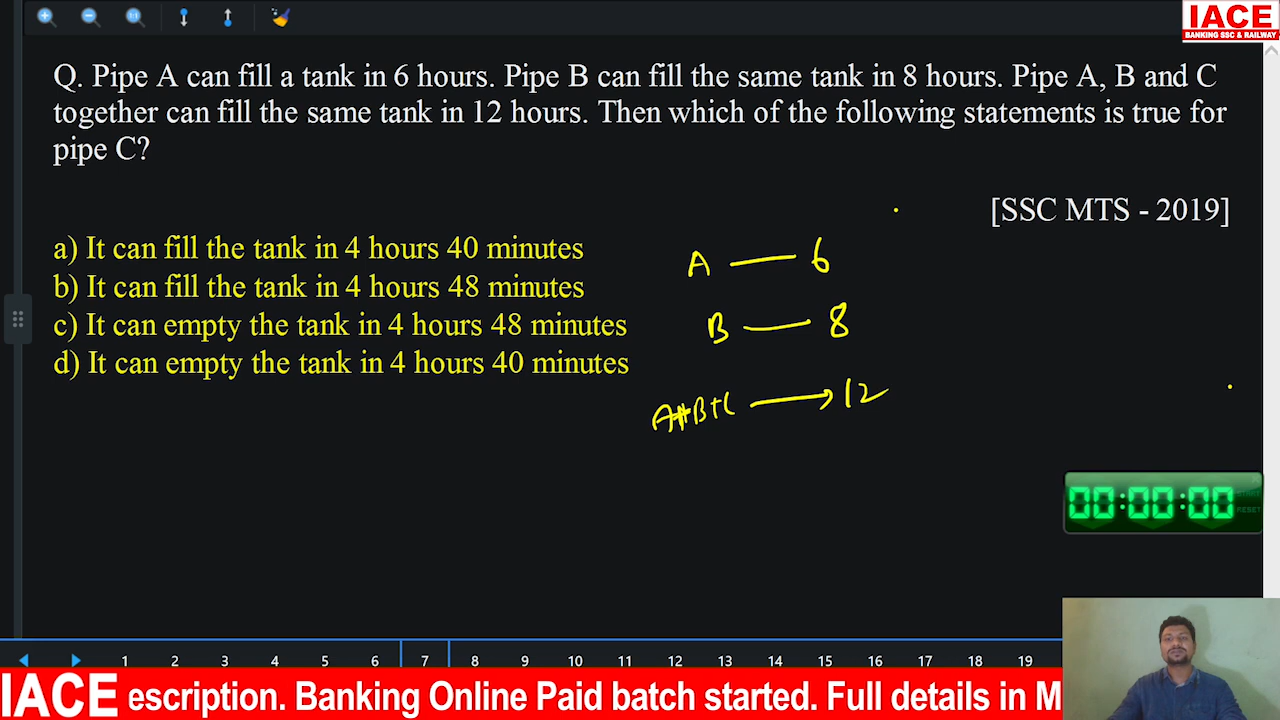 IACE
BANKING SSC & RAILWAY
Q. Pipe A can fill a tank in 6 hours. Pipe B can fill the same tank in 8 hours. Pipe A, B and C
together can fill the same tank in 12 hours. Then which of the following statements is true for
pipe C?
[SSC MTS - 2019]
a) It can fill the tank in 4 hours 40 minutes
b) It can fill the tank in 4 hours 48 minutes
c) It can empty the tank in 4 hours 48 minutes
d) It can empty the tank in 4 hours 40 minutes
A — 6
B — 8
A+B+C → 12
00:00:00
RESET
1 2 3 4 5 6 7 8 9 10 11 12 13 14 15 16 17 18 19
IACE escription. Banking Online Paid batch started. Full details in M